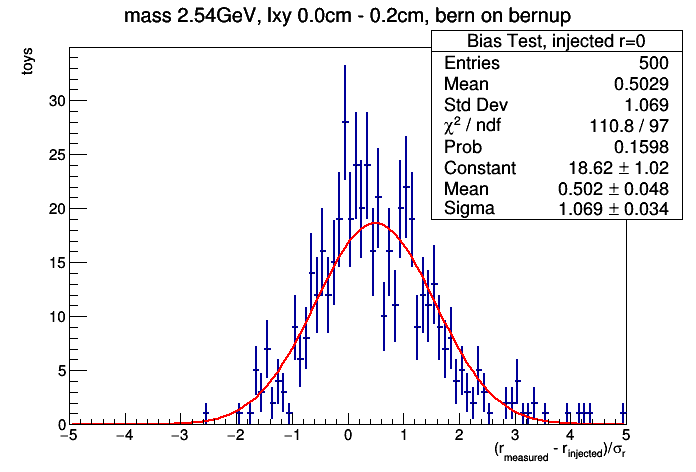 mass 2.54GeV, lxy 0.0cm - 0.2cm, bern on bernup
toys
Bias Test, injected r=0
Entries 500
Mean 0.5029
Std Dev 1.069
χ² / ndf 110.8 / 97
Prob 0.1598
Constant 18.62 ± 1.02
Mean 0.502 ± 0.048
Sigma 1.069 ± 0.034
30
25
20
15
10
5
0
−5 −4 −3 −2 −1 0 1 2 3 4 5
(r_measured - r_injected)/σ_r